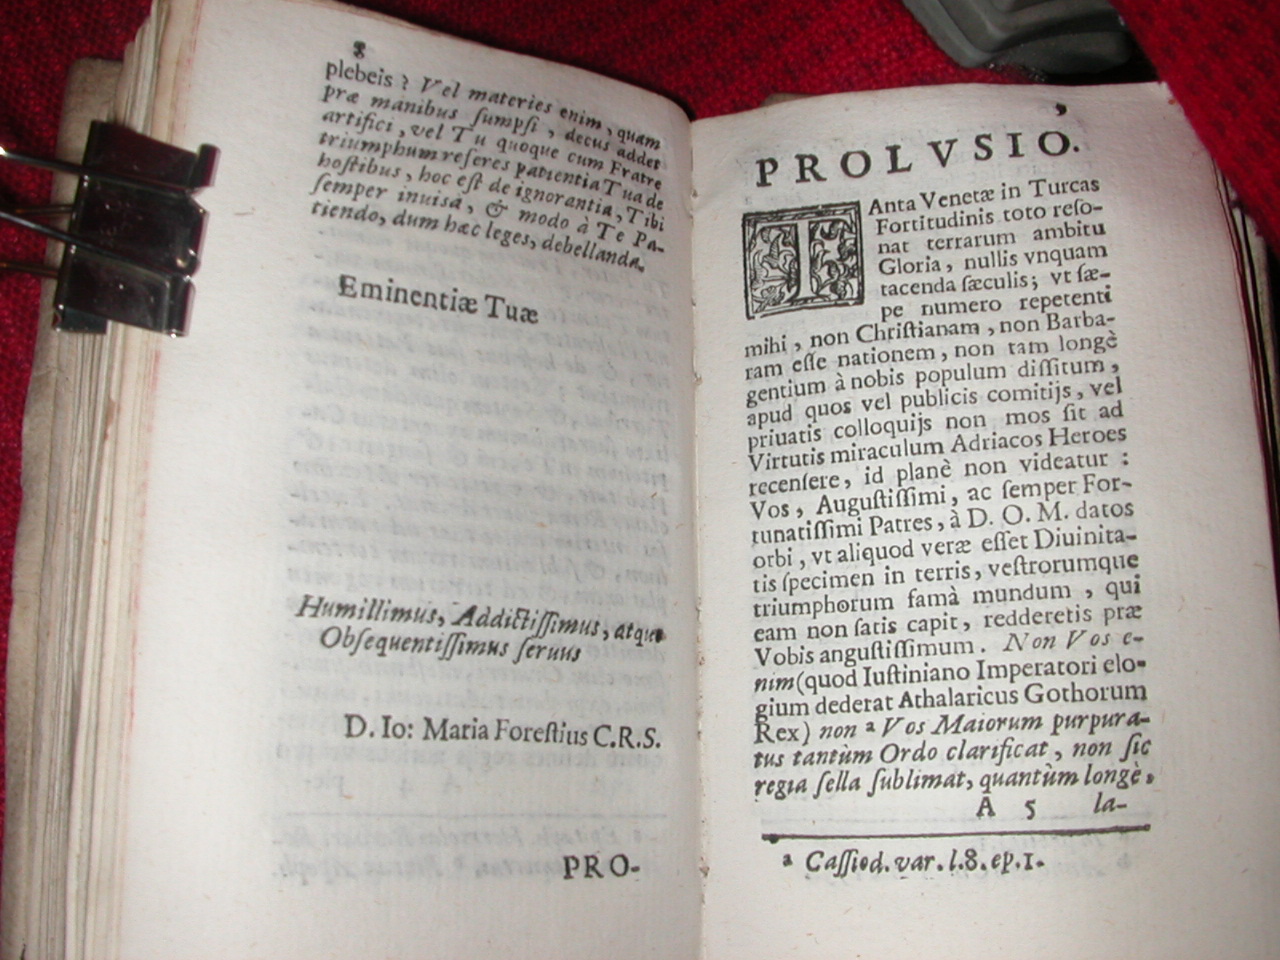 8
plebeis? Vel materies enim, quam
præ manibus ſumpſi, decus addet
artifici, vel Tu quoque cum Fratre
triumphum referes patientia Tua de
hoſtibus, hoc eſt de ignorantia, Tibi
ſemper inuisa, & modo à Te Pa-
tiendo, dum hæc leges, debellanda.
Eminentiæ Tuæ
Humillimus, Addictiſſimus, atque
Obſequentiſſimus ſeruus
D. Io: Maria Foreſtius C.R.S.
PRO-
9
PROLVSIO.
TAnta Venetæ in Turcas
Fortitudinis toto reſo-
nat terrarum ambitu
Gloria, nullis vnquam
tacenda ſæculis; vt ſæ-
pe numero repetenti
mihi, non Chriſtianam, non Barba-
ram eſſe nationem, non tam longè
gentium à nobis populum diſſitum,
apud quos vel publicis comitijs, vel
priuatis colloquijs non mos ſit ad
Virtutis miraculum Adriacos Heroes
recenſere, id planè non videatur:
Vos, Auguſtiſſimi, ac ſemper For-
tunatiſſimi Patres, à D. O. M. datos
orbi, vt aliquod veræ eſſet Diuinita-
tis ſpecimen in terris, veſtrorumque
triumphorum famà mundum, qui
eam non ſatis capit, redderetis præ
Vobis anguſtiſſimum. Non Vos e-
nim (quod Iuſtiniano Imperatori elo-
gium dederat Athalaricus Gothorum
Rex) non a Vos Maiorum purpura-
tus tantùm Ordo clarificat, non ſic
regia ſella ſublimat, quantùm longè,
A 5 la-
a Caſſiod. var. l.8. ep.1.